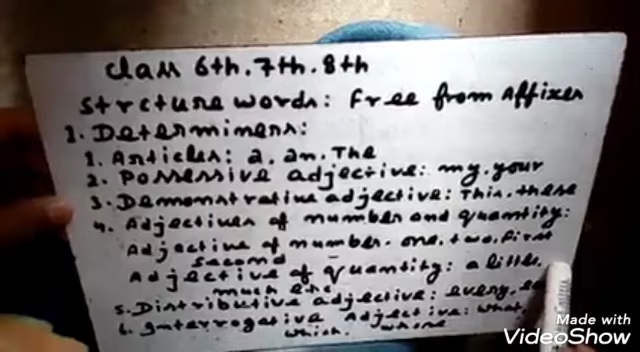 Class 6th. 7th. 8th
Strcture words: Free from Affixes
1. Determiners:
1. Articles: a. an. The
2. Possessive adjective: my. your
3. Demonstrative adjective: This. these
4. Adjectives of number and quantity:
Adjective of number. one. two. first
second
Adjective of quantity: a little.
much etc
5. Distributive adjective: every.
6. Interrogative Adjective: what.
which. whose
Made with
VideoShow